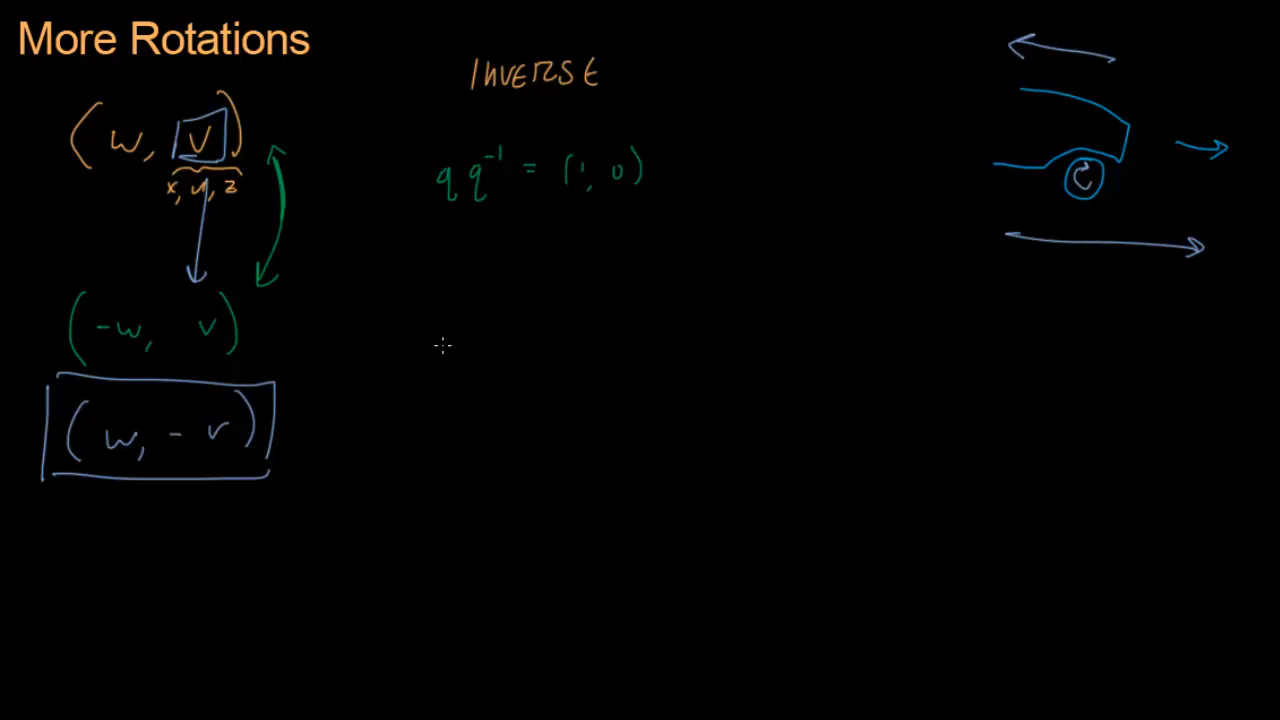 More Rotations
INVERSE
(w, v)
x, y, z
q q⁻¹ = (1, 0)
(-w, v)
(w, -v)